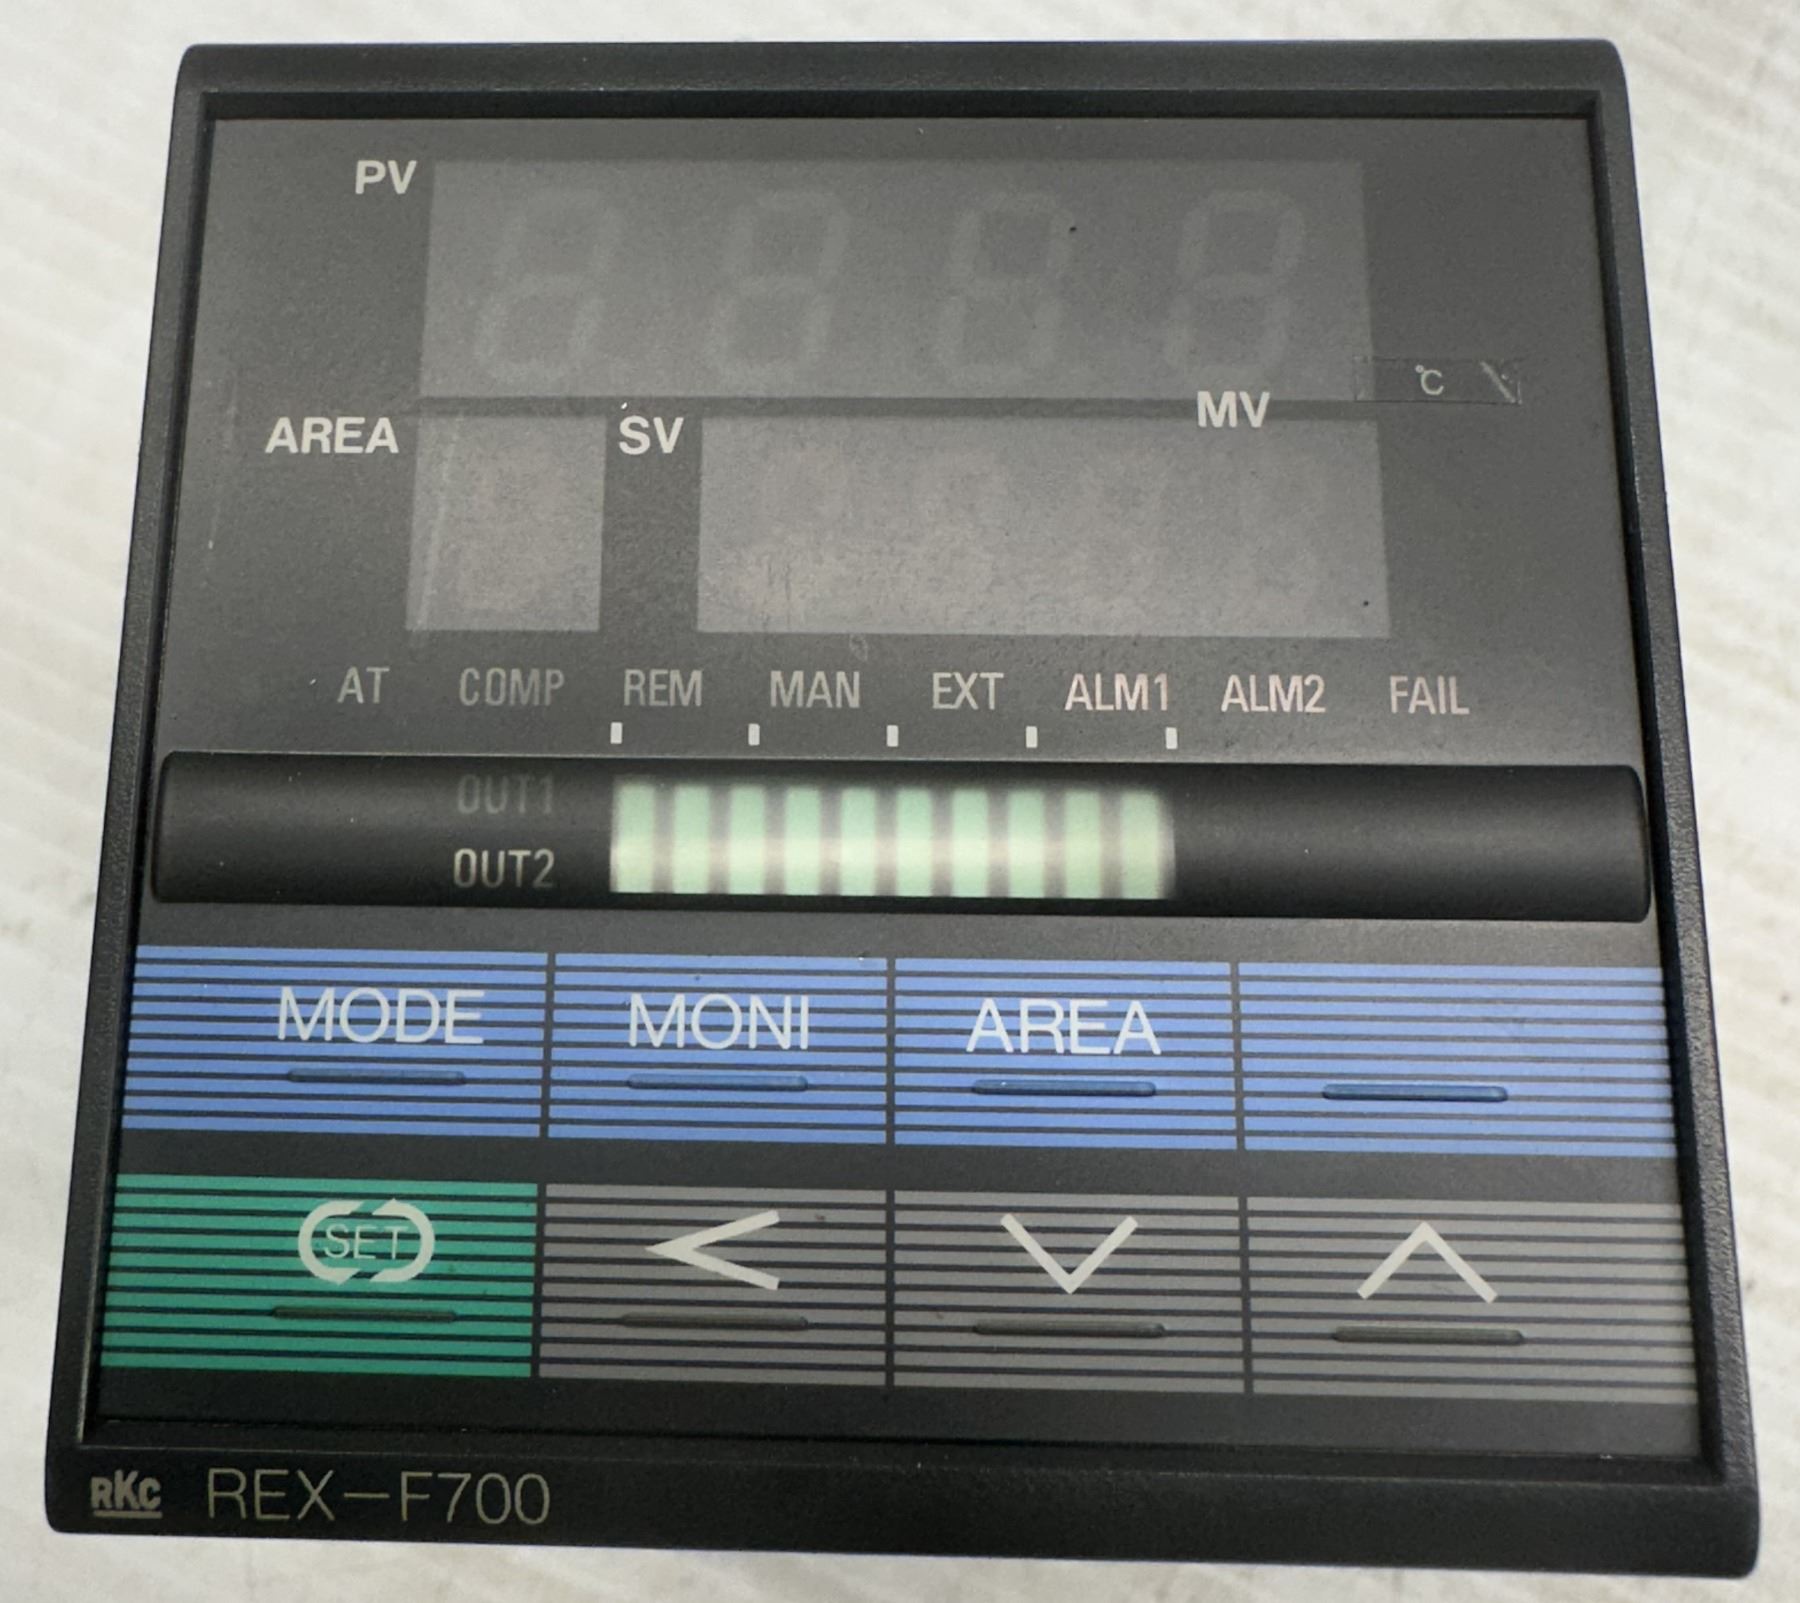 PV
℃
AREA SV MV
AT COMP REM MAN EXT ALM1 ALM2 FAIL
OUT1
OUT2
MODE MONI AREA
SET
RKC REX-F700